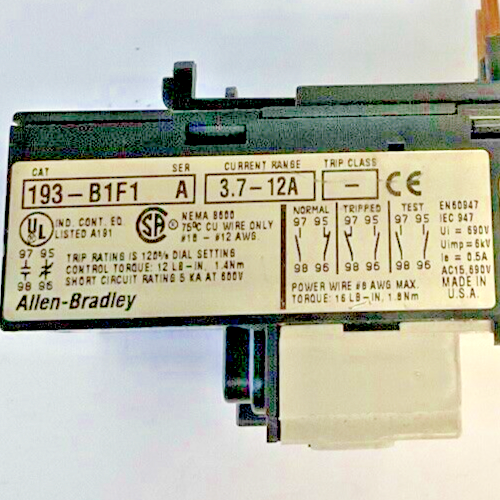 CAT SER CURRENT RANGE TRIP CLASS
193-B1F1 A 3.7-12A - CE
UL IND. CONT. EQ.
LISTED A191
SA NEMA B600
75°C CU WIRE ONLY
#18 - #12 AWG.
97 95
98 96
TRIP RATING IS 120% DIAL SETTING
CONTROL TORQUE: 12 LB-IN, 1.4Nm
SHORT CIRCUIT RATING 5 KA AT 600V
Allen-Bradley
NORMAL TRIPPED TEST
97 95 97 95 97 95
98 96 98 96 98 96
POWER WIRE #8 AWG MAX.
TORQUE: 16 LB-IN, 1.8Nm
EN60947
IEC 947
Ui = 690V
Uimp = 6kV
Ie = 0.5A
AC15,690V
MADE IN
U.S.A.